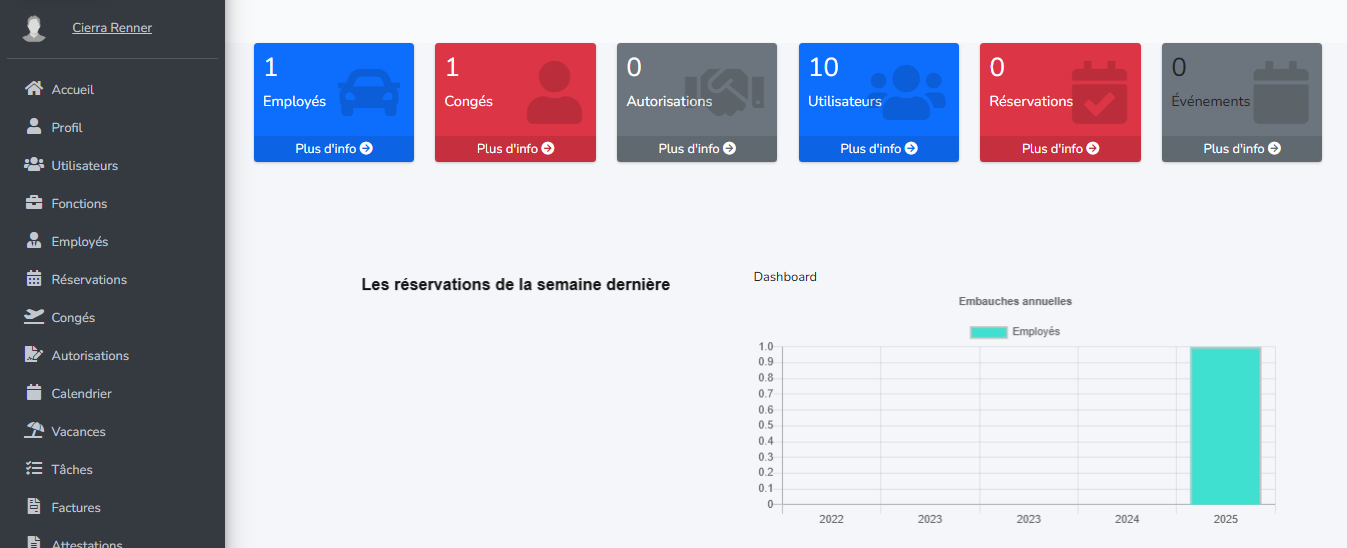 Cierra Renner
Accueil
Profil
Utilisateurs
Fonctions
Employés
Réservations
Congés
Autorisations
Calendrier
Vacances
Tâches
Factures
Attestations
1
Employés
Plus d'info
1
Congés
Plus d'info
0
Autorisations
Plus d'info
10
Utilisateurs
Plus d'info
0
Réservations
Plus d'info
0
Événements
Plus d'info
Les réservations de la semaine dernière
Dashboard
Embauches annuelles
Employés
1.0
0.9
0.8
0.7
0.6
0.5
0.4
0.3
0.2
0.1
0
2022 2023 2023 2024 2025